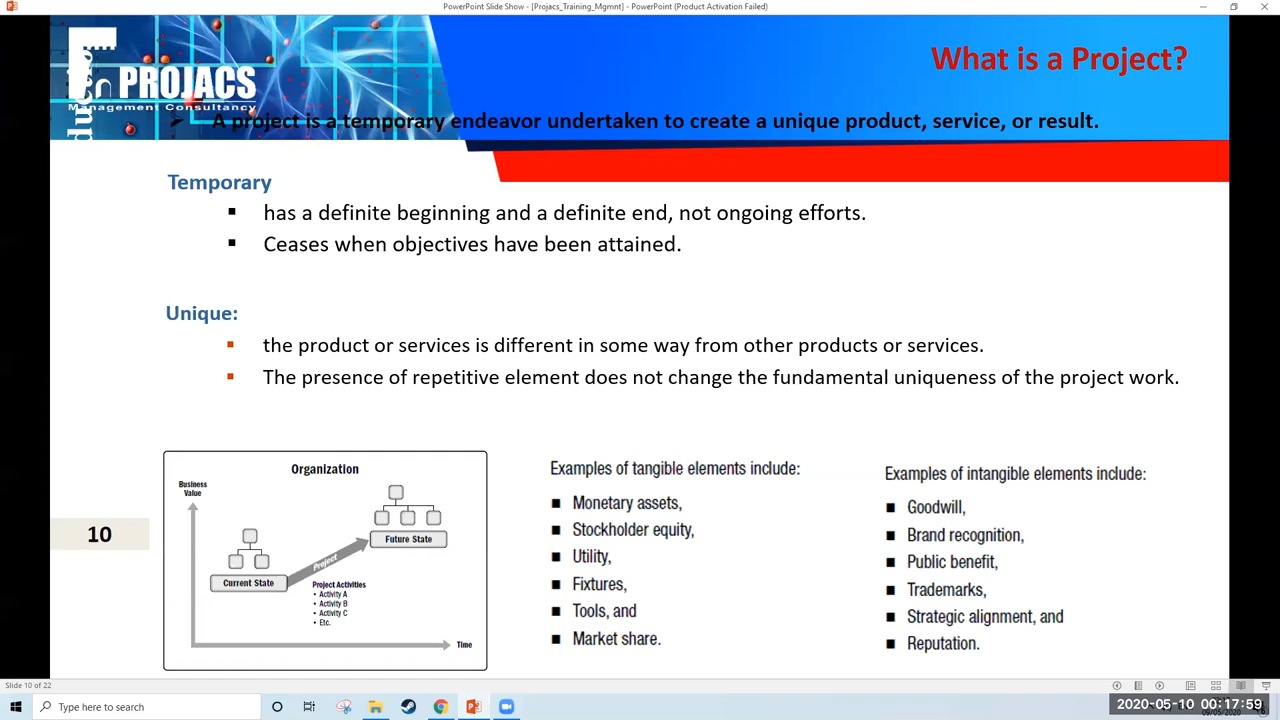 PowerPoint Slide Show - [Projacs_Training_Mgmnt] - PowerPoint (Product Activation Failed)
What is a Project?
PROJACS
Management Consultancy
A project is a temporary endeavor undertaken to create a unique product, service, or result.
Temporary
has a definite beginning and a definite end, not ongoing efforts.
Ceases when objectives have been attained.
Unique:
the product or services is different in some way from other products or services.
The presence of repetitive element does not change the fundamental uniqueness of the project work.
Organization
Business
Value
Current State
Project
Future State
Project Activities
• Activity A
• Activity B
• Activity C
• Etc.
Time
Examples of tangible elements include:
■ Monetary assets,
■ Stockholder equity,
■ Utility,
■ Fixtures,
■ Tools, and
■ Market share.
Examples of intangible elements include:
■ Goodwill,
■ Brand recognition,
■ Public benefit,
■ Trademarks,
■ Strategic alignment, and
■ Reputation.
10
Slide 10 of 22
Type here to search
2020-05-10 00:17:59